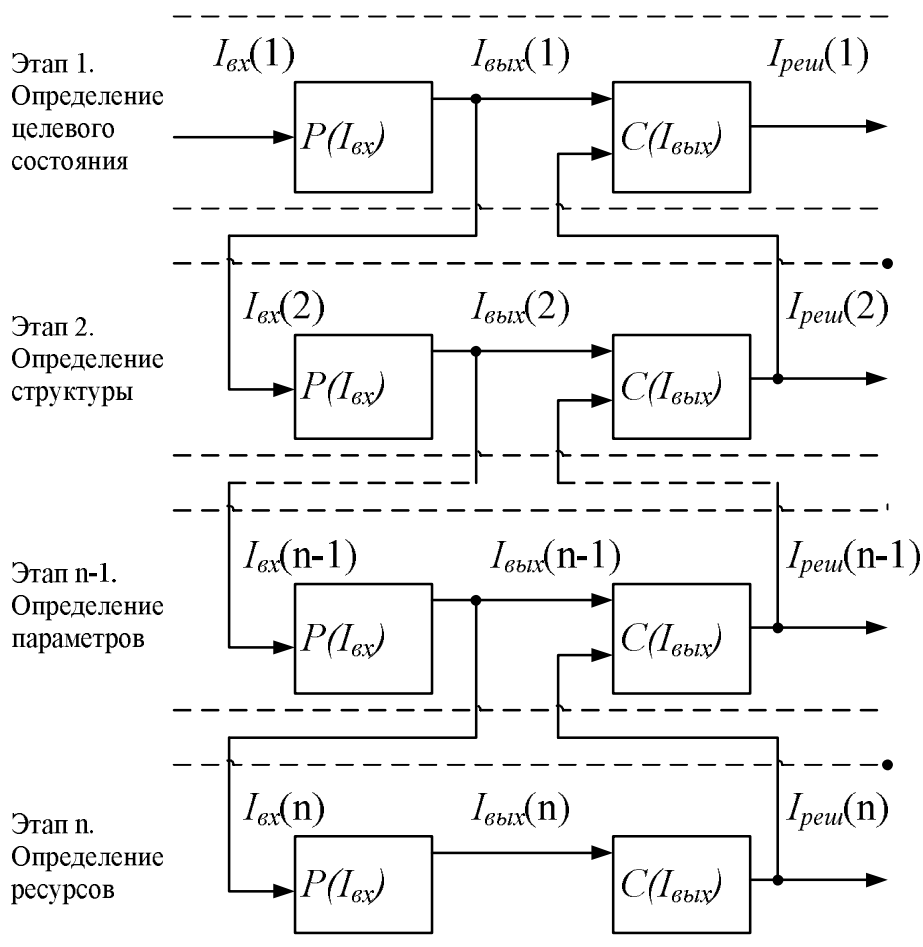 I_вх(1) I_вых(1) I_реш(1)
Этап 1.
Определение
целевого
состояния
P(I_вх) C(I_вых)
I_вх(2) I_вых(2) I_реш(2)
Этап 2.
Определение
структуры
P(I_вх) C(I_вых)
I_вх(n-1) I_вых(n-1) I_реш(n-1)
Этап n-1.
Определение
параметров
P(I_вх) C(I_вых)
I_вх(n) I_вых(n) I_реш(n)
Этап n.
Определение
ресурсов
P(I_вх) C(I_вых)